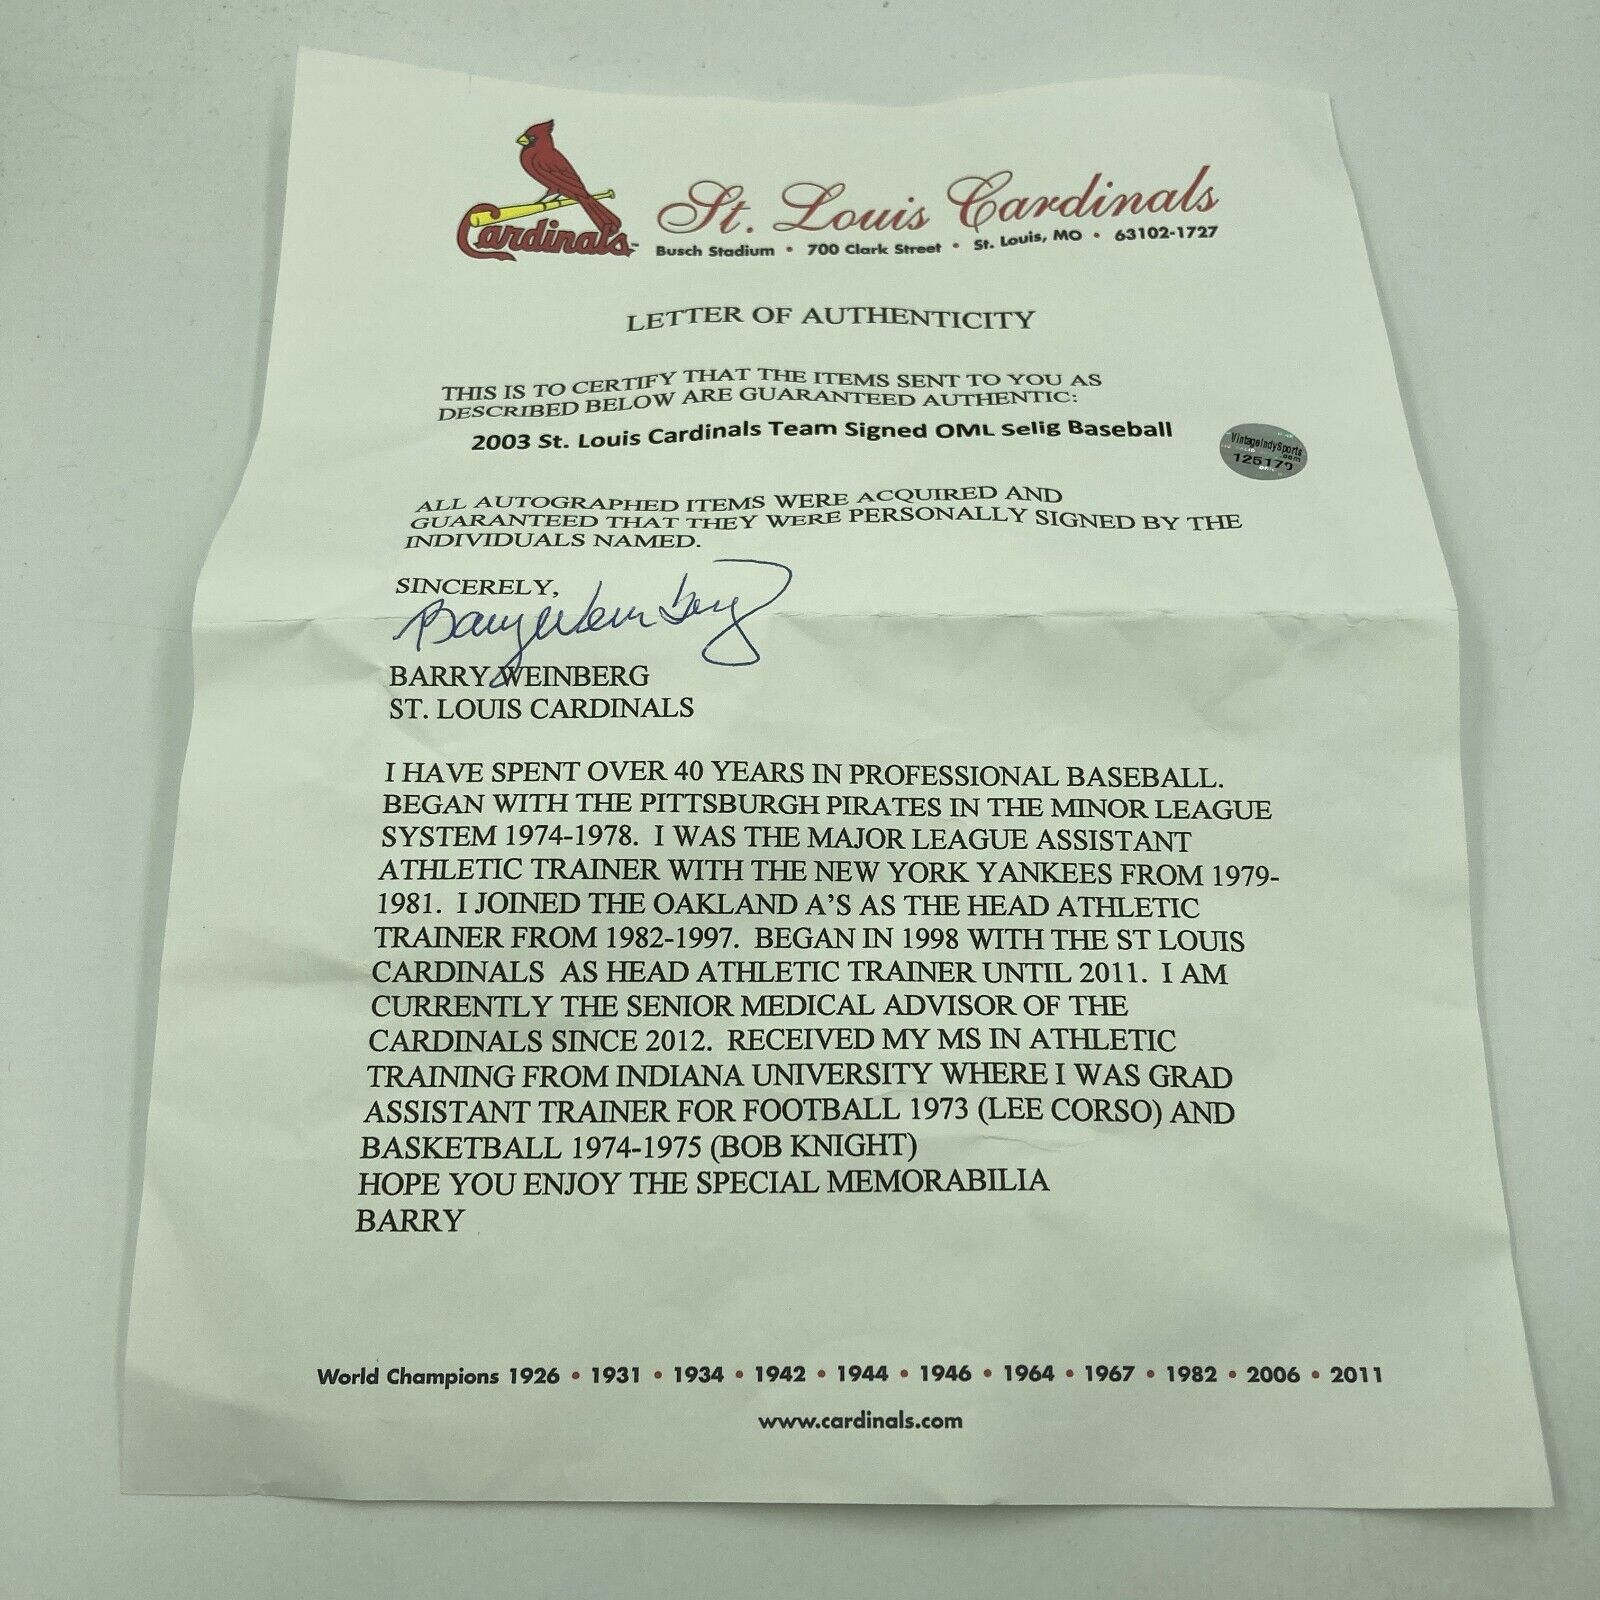 Cardinals™
St. Louis Cardinals
Busch Stadium • 700 Clark Street • St. Louis, MO • 63102-1727
LETTER OF AUTHENTICITY
THIS IS TO CERTIFY THAT THE ITEMS SENT TO YOU AS
DESCRIBED BELOW ARE GUARANTEED AUTHENTIC:
2003 St. Louis Cardinals Team Signed OML Selig Baseball
VintageIndySports
.com
125179
ALL AUTOGRAPHED ITEMS WERE ACQUIRED AND
GUARANTEED THAT THEY WERE PERSONALLY SIGNED BY THE
INDIVIDUALS NAMED.
SINCERELY,
Barry Weinberg
BARRY WEINBERG
ST. LOUIS CARDINALS
I HAVE SPENT OVER 40 YEARS IN PROFESSIONAL BASEBALL.
BEGAN WITH THE PITTSBURGH PIRATES IN THE MINOR LEAGUE
SYSTEM 1974-1978. I WAS THE MAJOR LEAGUE ASSISTANT
ATHLETIC TRAINER WITH THE NEW YORK YANKEES FROM 1979-
1981. I JOINED THE OAKLAND A'S AS THE HEAD ATHLETIC
TRAINER FROM 1982-1997. BEGAN IN 1998 WITH THE ST LOUIS
CARDINALS AS HEAD ATHLETIC TRAINER UNTIL 2011. I AM
CURRENTLY THE SENIOR MEDICAL ADVISOR OF THE
CARDINALS SINCE 2012. RECEIVED MY MS IN ATHLETIC
TRAINING FROM INDIANA UNIVERSITY WHERE I WAS GRAD
ASSISTANT TRAINER FOR FOOTBALL 1973 (LEE CORSO) AND
BASKETBALL 1974-1975 (BOB KNIGHT)
HOPE YOU ENJOY THE SPECIAL MEMORABILIA
BARRY
World Champions 1926 • 1931 • 1934 • 1942 • 1944 • 1946 • 1964 • 1967 • 1982 • 2006 • 2011
www.cardinals.com